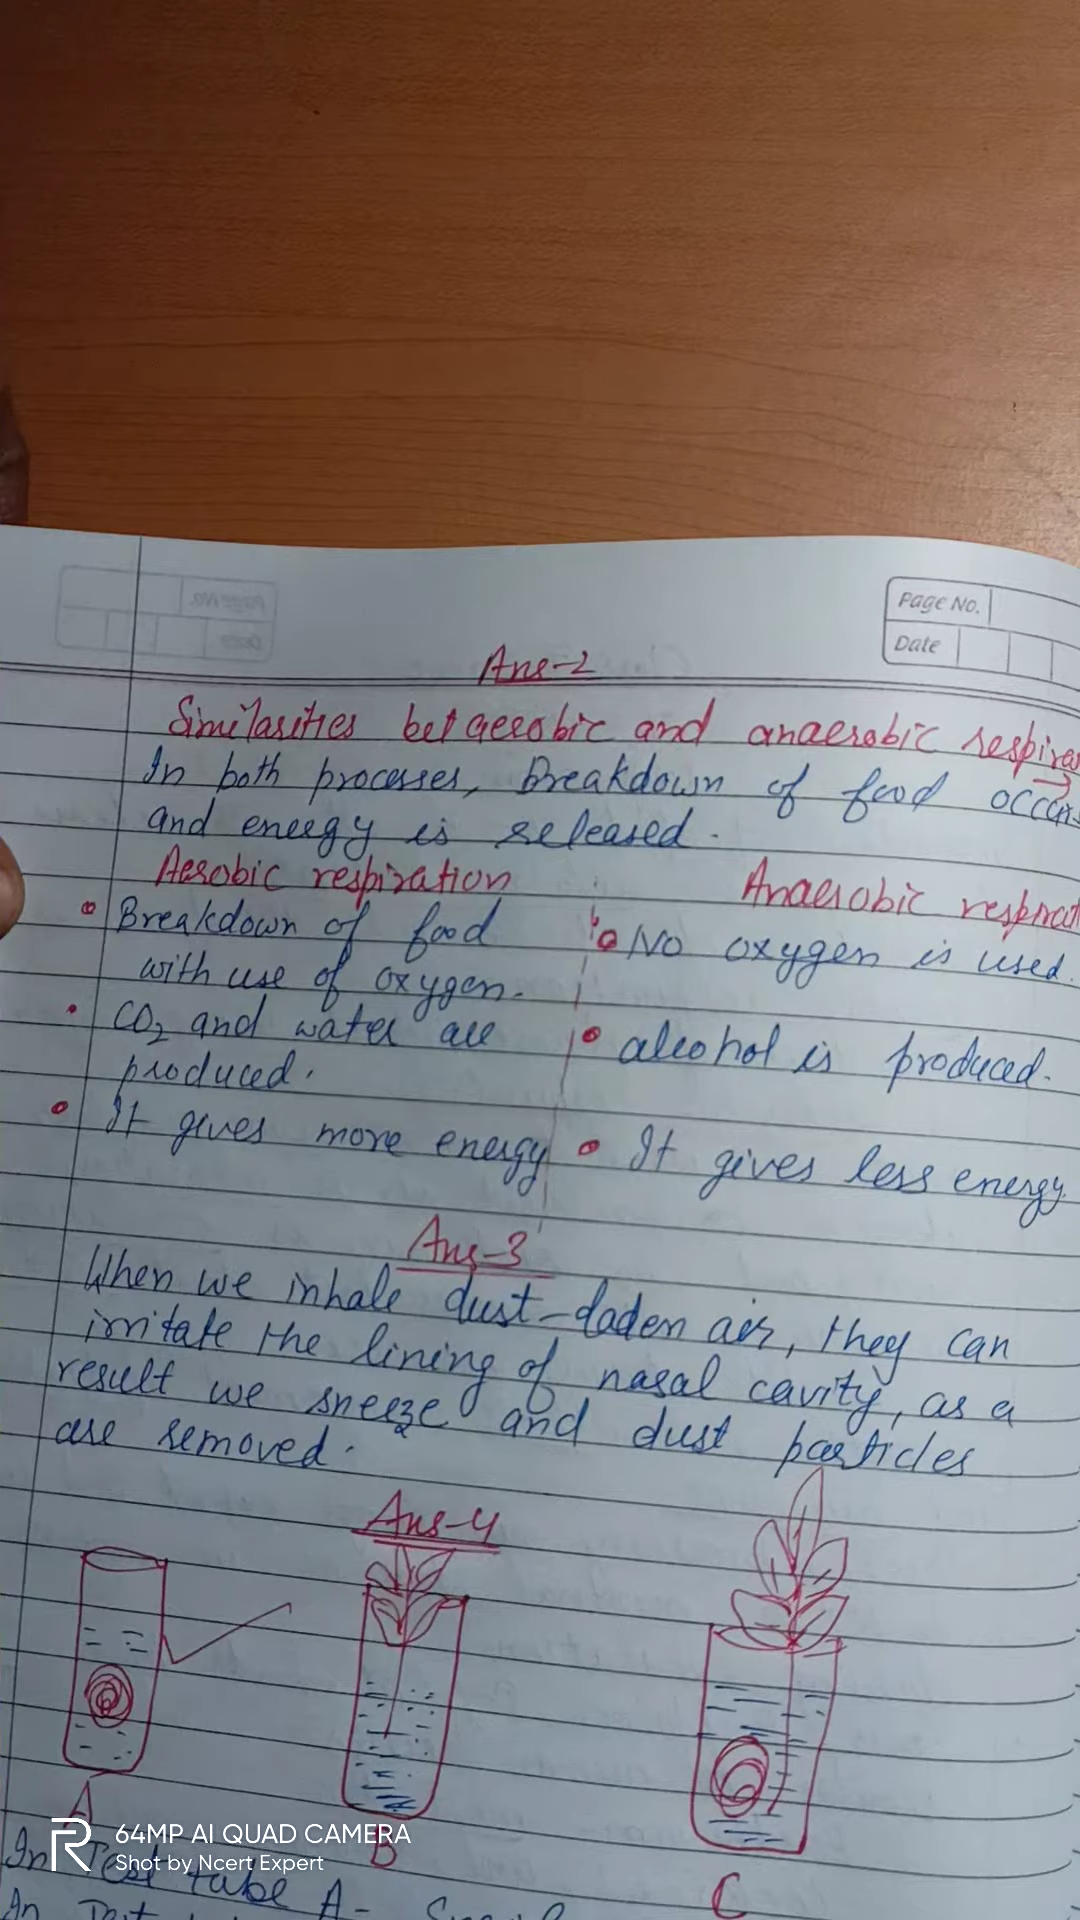 Page No.
Date
Ans-2
Similarities bet aerobic and anaerobic respira
In both processes, Breakdown of food occurs
and energy is released.
Aerobic respiration
Breakdown of food
with use of oxygen.
CO₂ and water are
produced.
It gives more energy
Anaerobic respirat
No oxygen is used.
alcohol is produced.
It gives less energy
Ans-3
When we inhale dust-laden air, they can
irritate the lining of nasal cavity, as a
result we sneeze and dust particles
are removed.
Ans-4
A
B
C
In Test tube A-
In
64MP AI QUAD CAMERA
Shot by Ncert Expert